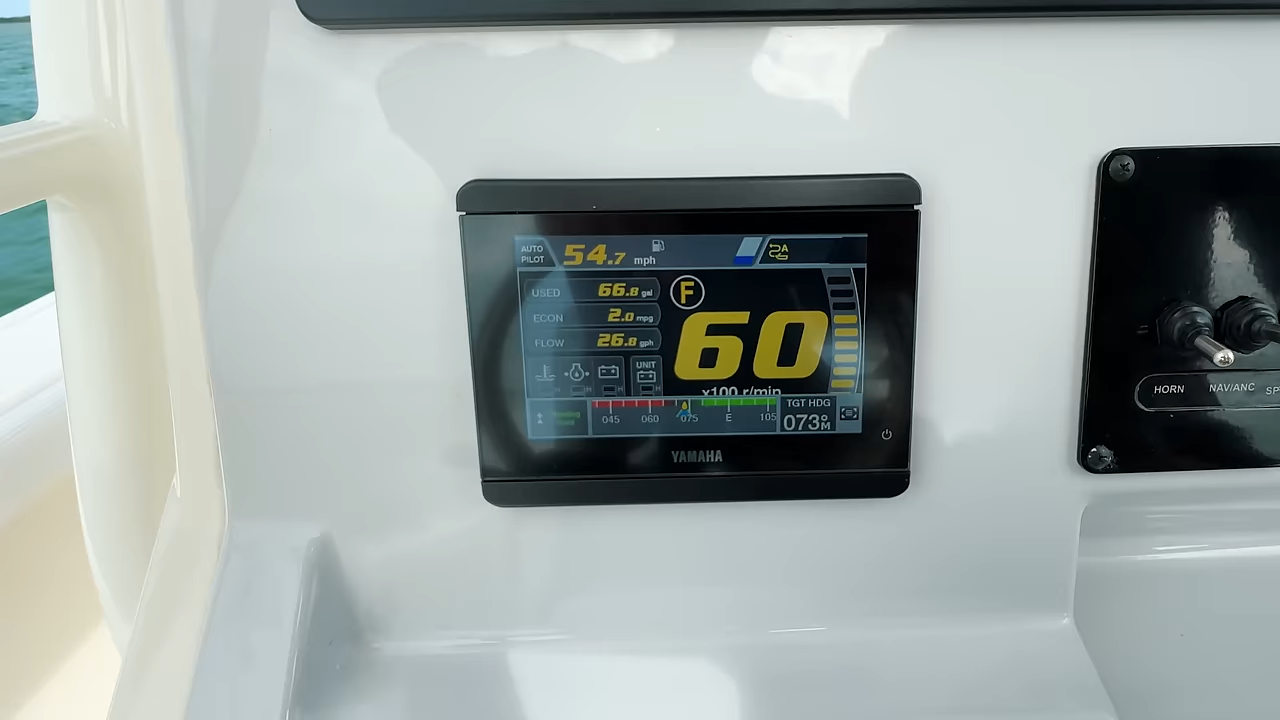 AUTO PILOT 54.7 mph A
USED 66.8 gal F
ECON 2.0 mpg 60
FLOW 26.8 gph
UNIT
x100 r/min
045 060 075 E 105
TGT HDG
073°M
YAMAHA
HORN NAV/ANC